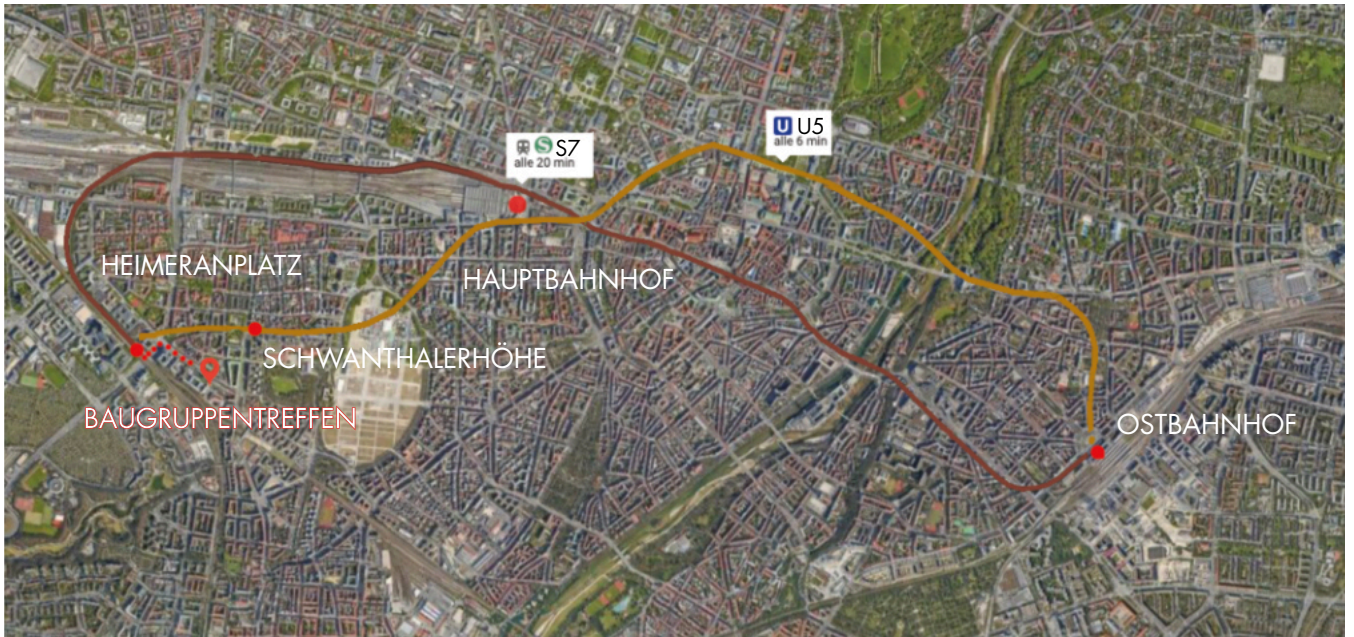 U U5
alle 6 min
S S7
alle 20 min
HEIMERANPLATZ
HAUPTBAHNHOF
SCHWANTHALERHÖHE
BAUGRUPPENTREFFEN
OSTBAHNHOF